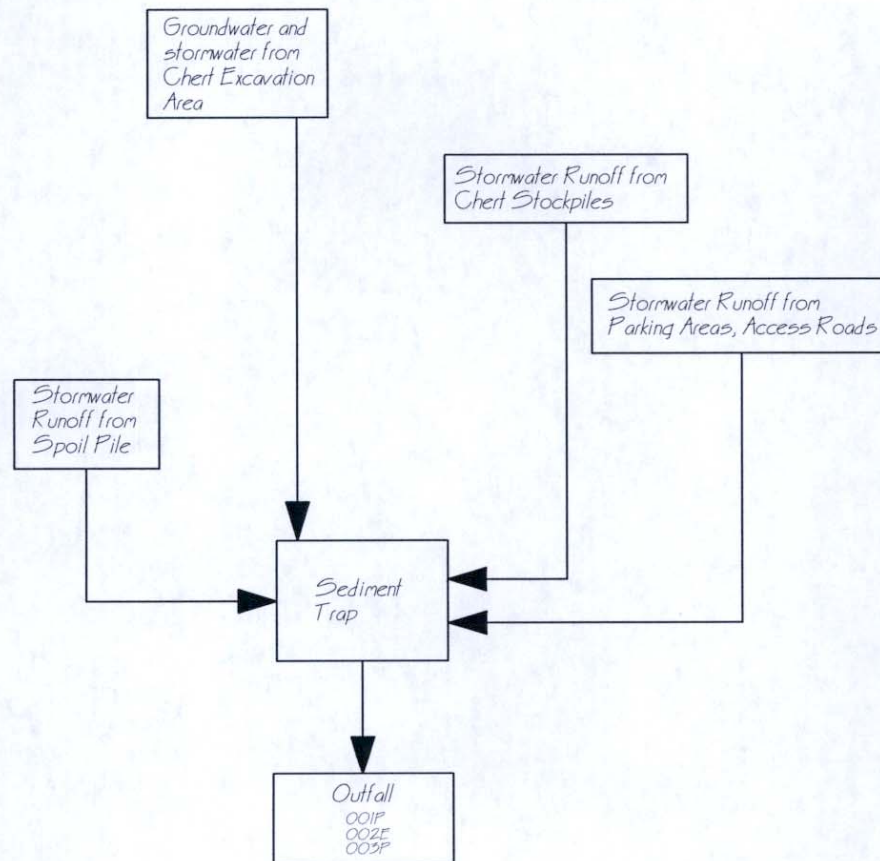 Groundwater and
stormwater from
Chert Excavation
Area
Stormwater Runoff from
Chert Stockpiles
Stormwater Runoff from
Parking Areas, Access Roads
Stormwater
Runoff from
Spoil Pile
Sediment
Trap
Outfall
001P
002E
003P